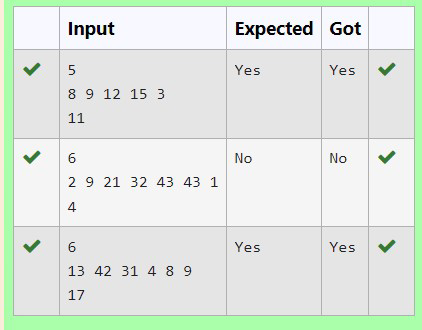 Input Expected Got
5 Yes Yes
8 9 12 15 3
11
6 No No
2 9 21 32 43 43 1
4
6 Yes Yes
13 42 31 4 8 9
17